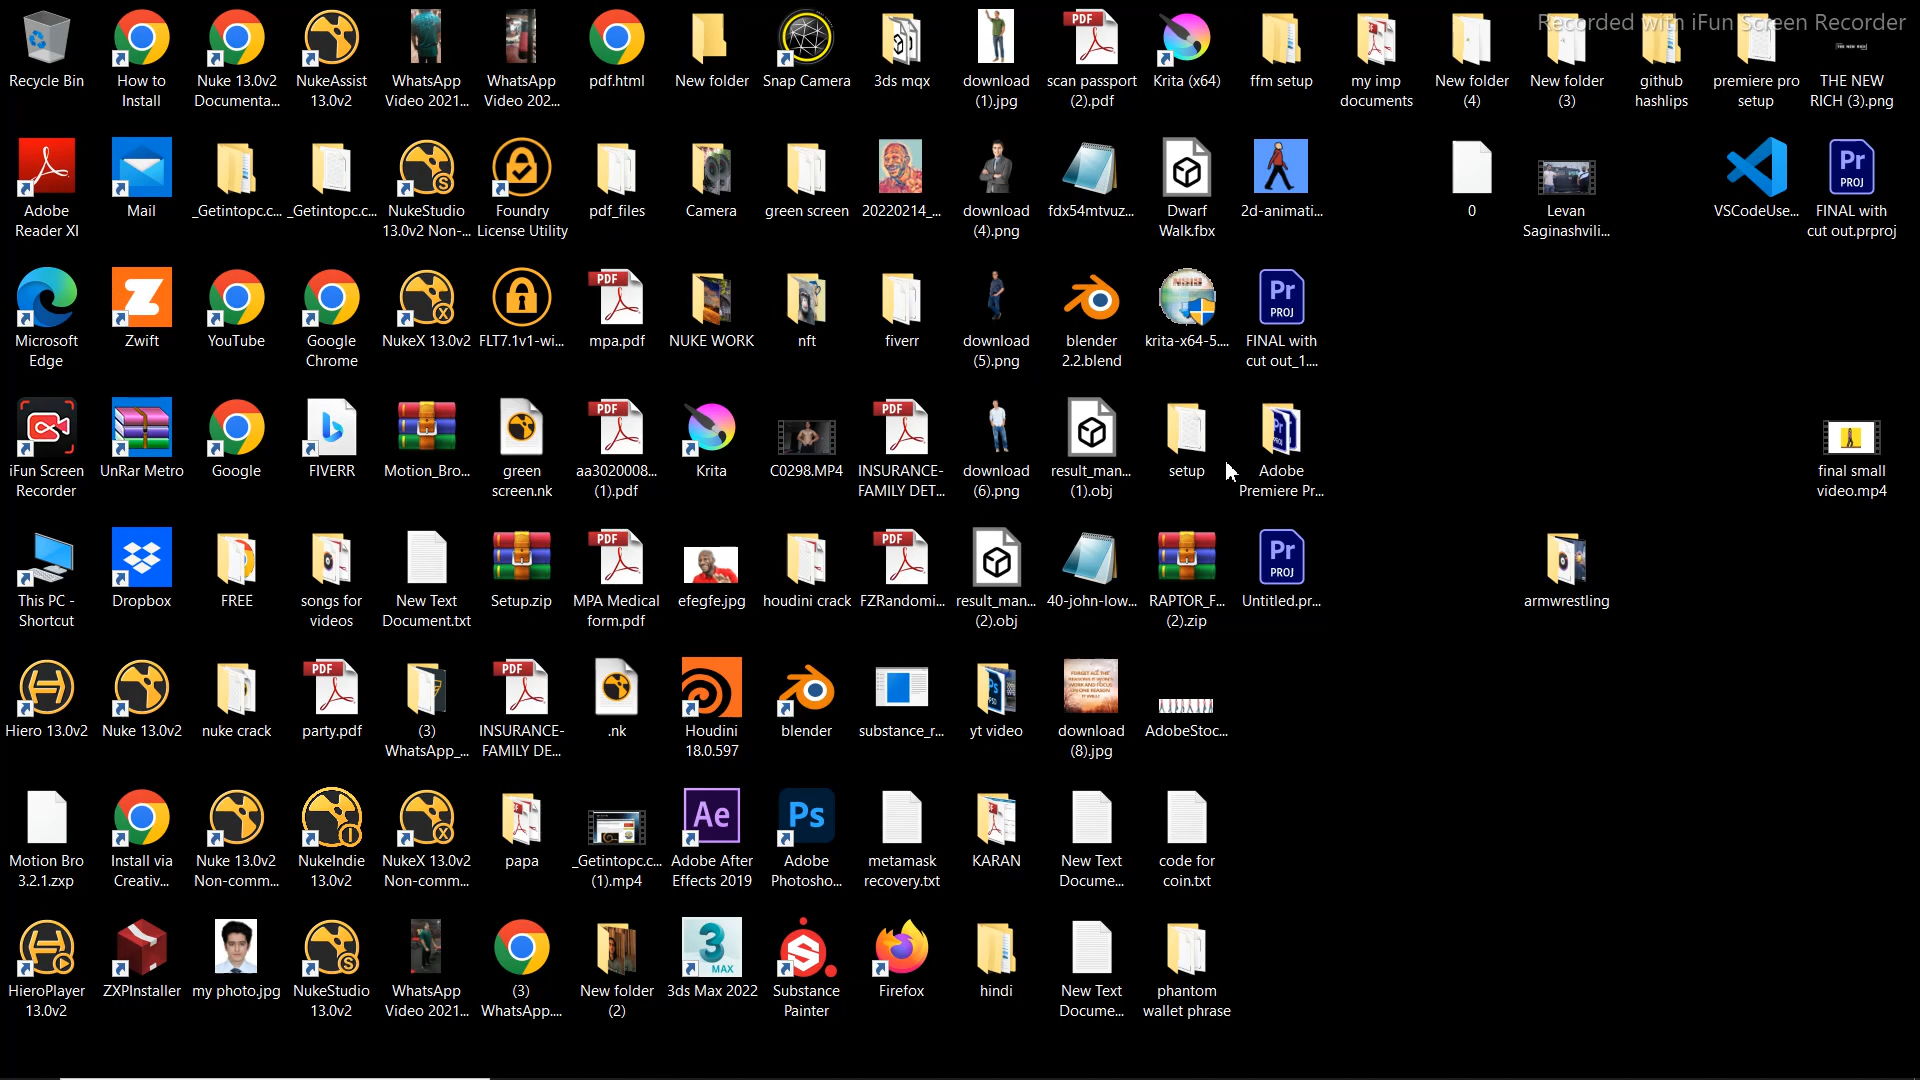 Recorded with iFun Screen Recorder
Recycle Bin
How to
Install
Nuke 13.0v2
Documenta...
NukeAssist
13.0v2
WhatsApp
Video 2021...
WhatsApp
Video 202...
pdf.html
New folder
Snap Camera
3ds mqx
download
(1).jpg
scan passport
(2).pdf
Krita (x64)
ffm setup
my imp
documents
New folder
(4)
New folder
(3)
github
hashlips
premiere pro
setup
THE NEW
RICH (3).png
Adobe
Reader XI
Mail
_Getintopc.c...
_Getintopc.c...
NukeStudio
13.0v2 Non-...
Foundry
License Utility
pdf_files
Camera
green screen
20220214_...
download
(4).png
fdx54mtvuz...
Dwarf
Walk.fbx
2d-animati...
0
Levan
Saginashvili...
VSCodeUse...
FINAL with
cut out.prproj
Microsoft
Edge
Zwift
YouTube
Google
Chrome
NukeX 13.0v2
FLT7.1v1-wi...
mpa.pdf
NUKE WORK
nft
fiverr
download
(5).png
blender
2.2.blend
krita-x64-5....
FINAL with
cut out_1....
iFun Screen
Recorder
UnRar Metro
Google
FIVERR
Motion_Bro...
green
screen.nk
aa3020008...
(1).pdf
Krita
C0298.MP4
INSURANCE-
FAMILY DET...
download
(6).png
result_man...
(1).obj
setup
Adobe
Premiere Pr...
final small
video.mp4
This PC -
Shortcut
Dropbox
FREE
songs for
videos
New Text
Document.txt
Setup.zip
MPA Medical
form.pdf
efegfe.jpg
houdini crack
FZRandomi...
result_man...
(2).obj
40-john-low...
RAPTOR_F...
(2).zip
Untitled.pr...
armwrestling
Hiero 13.0v2
Nuke 13.0v2
nuke crack
party.pdf
(3)
WhatsApp_...
INSURANCE-
FAMILY DE...
.nk
Houdini
18.0.597
blender
substance_r...
yt video
download
(8).jpg
AdobeStoc...
Motion Bro
3.2.1.zxp
Install via
Creativ...
Nuke 13.0v2
Non-comm...
NukeIndie
13.0v2
NukeX 13.0v2
Non-comm...
papa
_Getintopc.c...
(1).mp4
Adobe After
Effects 2019
Adobe
Photosho...
metamask
recovery.txt
KARAN
New Text
Docume...
code for
coin.txt
HieroPlayer
13.0v2
ZXPInstaller
my photo.jpg
NukeStudio
13.0v2
WhatsApp
Video 2021...
(3)
WhatsApp....
New folder
(2)
3ds Max 2022
Substance
Painter
Firefox
hindi
New Text
Docume...
phantom
wallet phrase